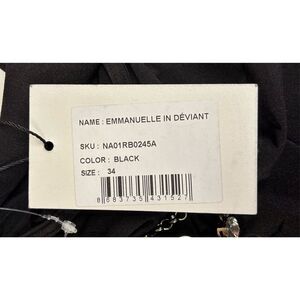 NAME : EMMANUELLE IN DÉVIANT
SKU : NA01RB0245A
COLOR : BLACK
SIZE : 34
8 683735 431527